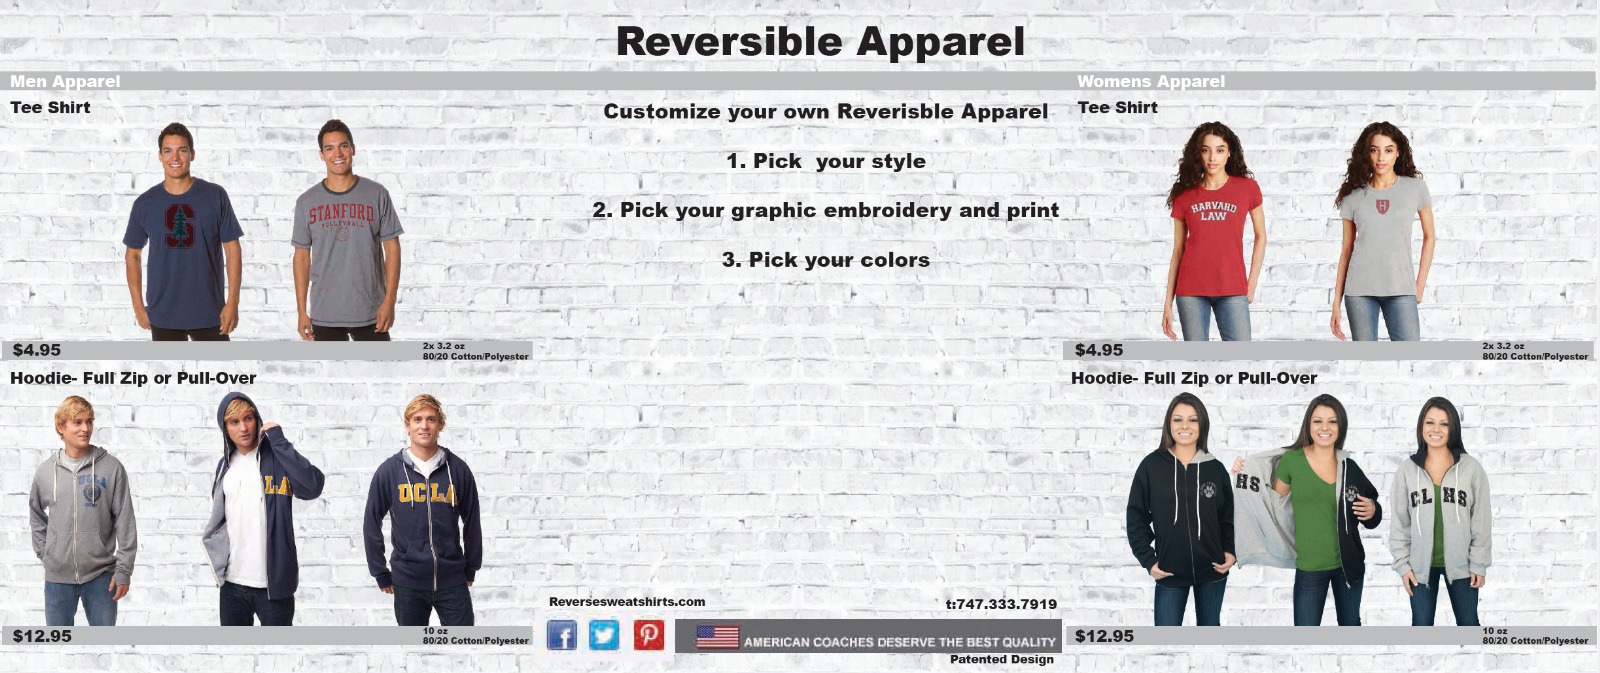 Reversible Apparel
Men Apparel
Womens Apparel
Tee Shirt
Customize your own Reverisble Apparel
1. Pick  your style
2. Pick your graphic embroidery and print
3. Pick your colors
Tee Shirt
S
STANFORD
VOLLEYBALL
HARVARD
LAW
H
$4.95
2x 3.2 oz
80/20 Cotton/Polyester
$4.95
2x 3.2 oz
80/20 Cotton/Polyester
Hoodie- Full Zip or Pull-Over
Hoodie- Full Zip or Pull-Over
UCLA
LA
UCLA
HS
CL HS
$12.95
10 oz
80/20 Cotton/Polyester
Reversesweatshirts.com
t:747.333.7919
AMERICAN COACHES DESERVE THE BEST QUALITY
Patented Design
$12.95
10 oz
80/20 Cotton/Polyester